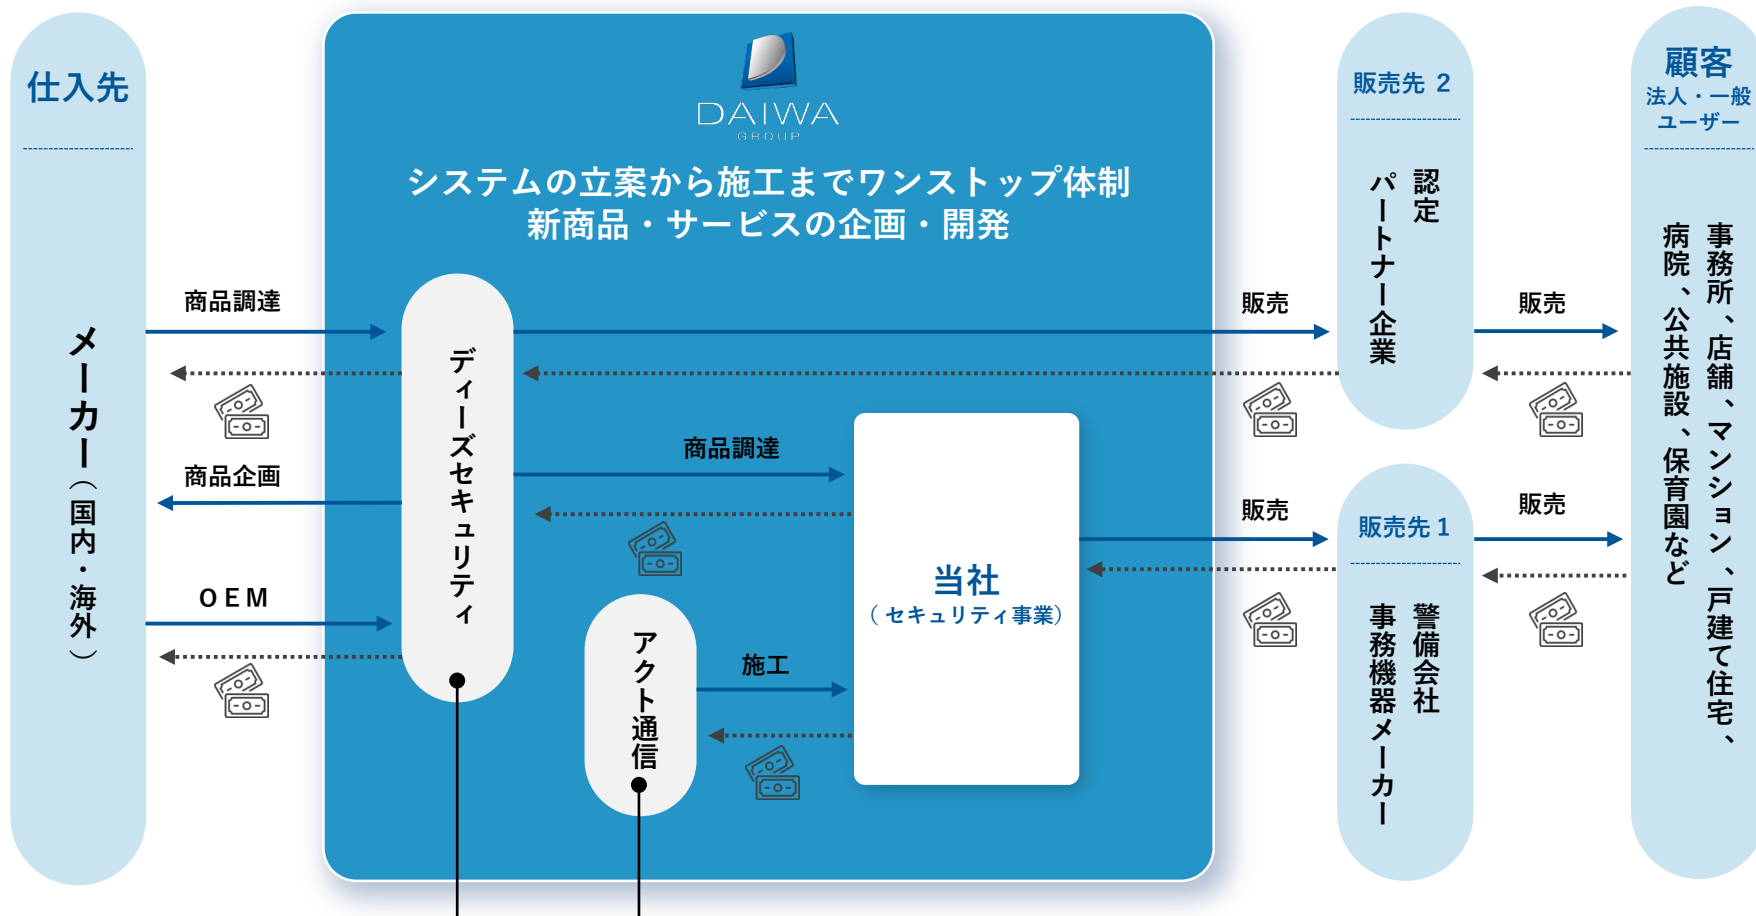 仕入先
メーカー（国内・海外）
商品調達
商品企画
ＯＥＭ
DAIWA
GROUP
システムの立案から施工までワンストップ体制
新商品・サービスの企画・開発
ディーズセキュリティ
商品調達
アクト通信
施工
当社
（ セキュリティ事業）
販売
販売
販売先 2
認定
パートナー企業
販売先 1
警備会社
事務機器メーカー
販売
販売
顧客
法人・一般
ユーザー
事務所、店舗、マンション、戸建て住宅、
病院、公共施設、保育園など